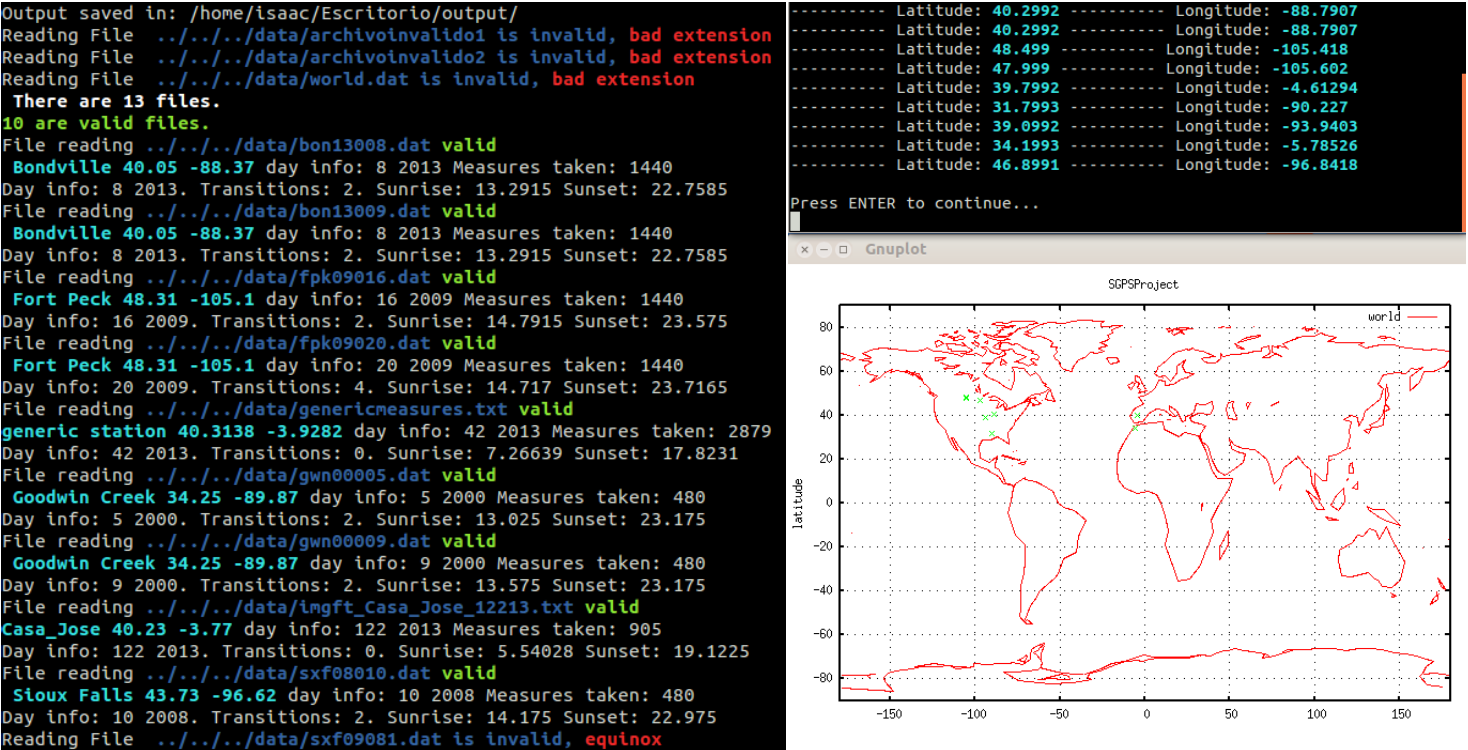 Output saved in: /home/isaac/Escritorio/output/
Reading File  ../../../data/archivoinvalido1 is invalid, bad extension
Reading File  ../../../data/archivoinvalido2 is invalid, bad extension
Reading File  ../../../data/world.dat is invalid, bad extension
There are 13 files.
10 are valid files.
File reading ../../../data/bon13008.dat valid
Bondville 40.05 -88.37 day info: 8 2013 Measures taken: 1440
Day info: 8 2013. Transitions: 2. Sunrise: 13.2915 Sunset: 22.7585
File reading ../../../data/bon13009.dat valid
Bondville 40.05 -88.37 day info: 8 2013 Measures taken: 1440
Day info: 8 2013. Transitions: 2. Sunrise: 13.2915 Sunset: 22.7585
File reading ../../../data/fpk09016.dat valid
Fort Peck 48.31 -105.1 day info: 16 2009 Measures taken: 1440
Day info: 16 2009. Transitions: 2. Sunrise: 14.7915 Sunset: 23.575
File reading ../../../data/fpk09020.dat valid
Fort Peck 48.31 -105.1 day info: 20 2009 Measures taken: 1440
Day info: 20 2009. Transitions: 4. Sunrise: 14.717 Sunset: 23.7165
File reading ../../../data/genericmeasures.txt valid
generic station 40.3138 -3.9282 day info: 42 2013 Measures taken: 2879
Day info: 42 2013. Transitions: 0. Sunrise: 7.26639 Sunset: 17.8231
File reading ../../../data/gwn00005.dat valid
Goodwin Creek 34.25 -89.87 day info: 5 2000 Measures taken: 480
Day info: 5 2000. Transitions: 2. Sunrise: 13.025 Sunset: 23.175
File reading ../../../data/gwn00009.dat valid
Goodwin Creek 34.25 -89.87 day info: 9 2000 Measures taken: 480
Day info: 9 2000. Transitions: 2. Sunrise: 13.575 Sunset: 23.175
File reading ../../../data/imgft_Casa_Jose_12213.txt valid
Casa_Jose 40.23 -3.77 day info: 122 2013 Measures taken: 905
Day info: 122 2013. Transitions: 0. Sunrise: 5.54028 Sunset: 19.1225
File reading ../../../data/sxf08010.dat valid
Sioux Falls 43.73 -96.62 day info: 10 2008 Measures taken: 480
Day info: 10 2008. Transitions: 2. Sunrise: 14.175 Sunset: 22.975
Reading File  ../../../data/sxf09081.dat is invalid, equinox
---------- Latitude: 40.2992 ---------- Longitude: -88.7907
---------- Latitude: 40.2992 ---------- Longitude: -88.7907
---------- Latitude: 48.499 ---------- Longitude: -105.418
---------- Latitude: 47.999 ---------- Longitude: -105.602
---------- Latitude: 39.7992 ---------- Longitude: -4.61294
---------- Latitude: 31.7993 ---------- Longitude: -90.227
---------- Latitude: 39.0992 ---------- Longitude: -93.9403
---------- Latitude: 34.1993 ---------- Longitude: -5.78526
---------- Latitude: 46.8991 ---------- Longitude: -96.8418
Press ENTER to continue...
Gnuplot
SGPSProject
world
80
60
40
20
0
-20
-40
-60
-80
latitude
-150
-100
-50
0
50
100
150